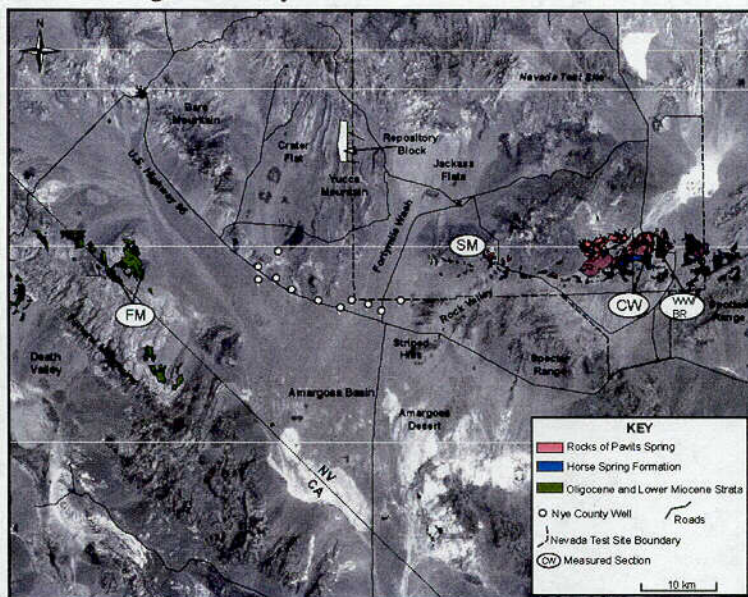 N
Nevada Test Site
Bare
Mountain
Repository
Block
Crater
Flat
U.S. Highway 95
Yucca
Mountain
Jackass
Flats
Fortymile Wash
SM
FM
CW
WW/
BR
Spotted
Range
Rock Valley
Striped
Hills
Specter
Range
Death
Valley
Amargosa Basin
Amargosa
Desert
NV
CA
KEY
Rocks of Pavits Spring
Horse Spring Formation
Oligocene and Lower Miocene Strata
Nye County Well
Roads
Nevada Test Site Boundary
CW Measured Section
10 km